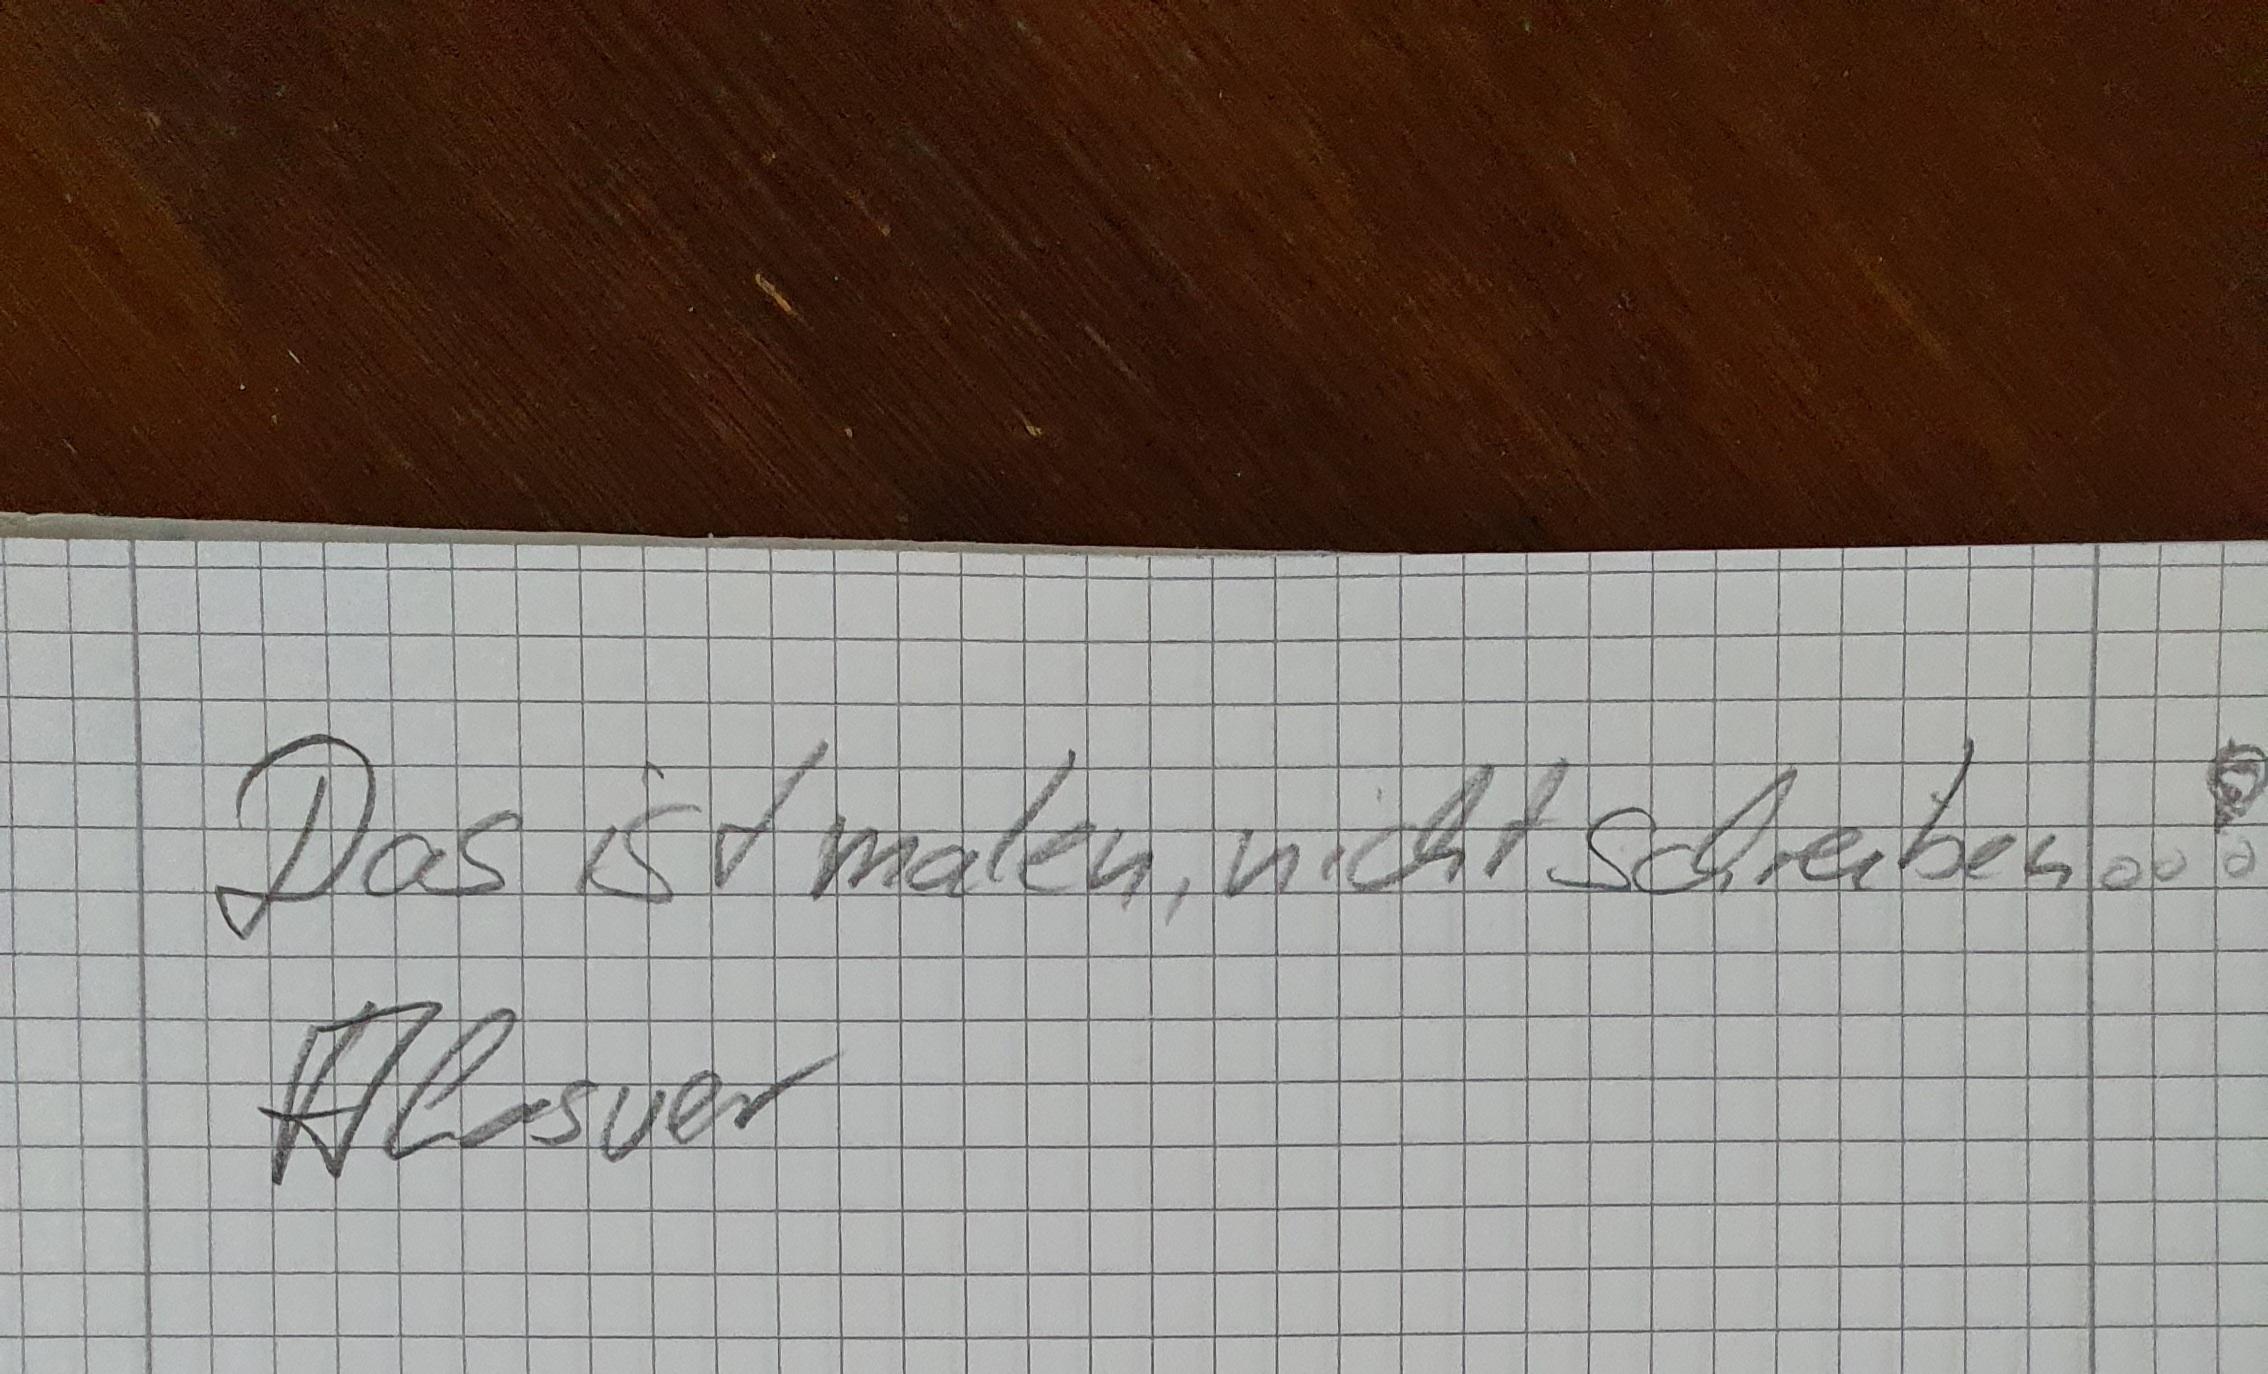 Das ist malen, nicht schreiben...!
Ahasver